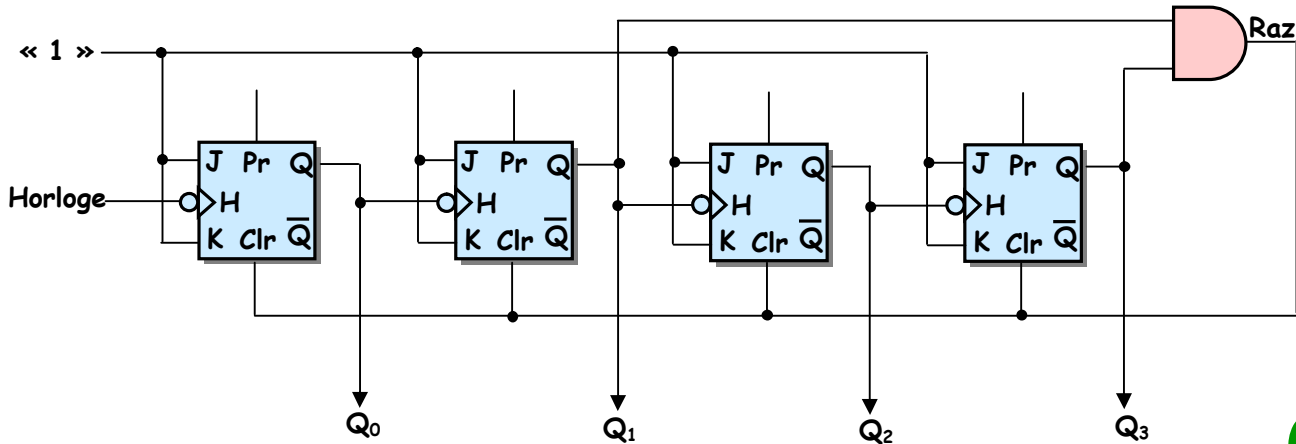 Raz
« 1 »
J Pr Q
H
K Clr Q̅
J Pr Q
H
K Clr Q̅
J Pr Q
H
K Clr Q̅
J Pr Q
H
K Clr Q̅
Horloge
Q₀
Q₁
Q₂
Q₃